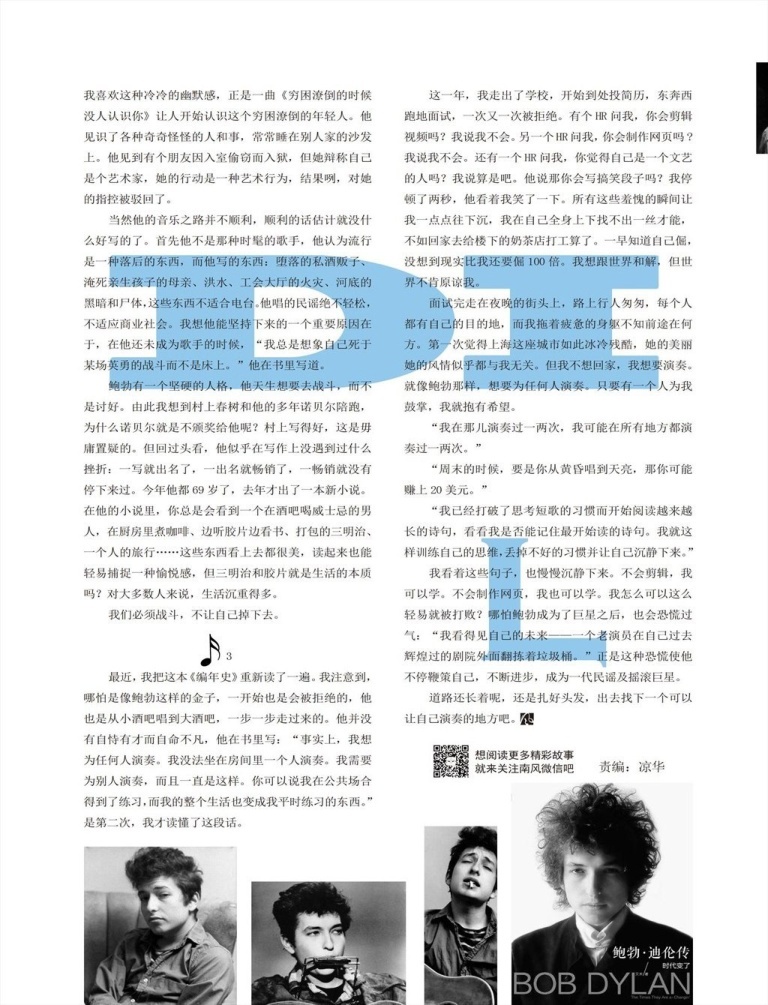 我喜欢这种冷冷的幽默感，正是一曲《穷困潦倒的时候
没人认识你》让人开始认识这个穷困潦倒的年轻人。他
见识了各种奇奇怪怪的人和事，常常睡在别人家的沙发
上。他见到有个朋友因入室偷窃而入狱，但她辩称自己
是个艺术家，她的行动是一种艺术行为，结果咧，对她
的指控被驳回了。
当然他的音乐之路并不顺利，顺利的话估计就没什
么好写的了。首先他不是那种时髦的歌手，他认为流行
是一种落后的东西，而他写的东西：堕落的私酒贩子、
淹死亲生孩子的母亲、洪水、工会大厅的火灾、河底的
黑暗和尸体，这些东西不适合电台。他唱的民谣绝不轻松，
不适应商业社会。我想他能坚持下来的一个重要原因在
于，在他还未成为歌手的时候，“我总是想象自己死于
某场英勇的战斗而不是床上。”他在书里写道。
鲍勃有一个坚硬的人格，他天生想要去战斗，而不
是讨好。由此我想到村上春树和他的多年诺贝尔陪跑，
为什么诺贝尔就是不颁奖给他呢？村上写得好，这是毋
庸置疑的。但回过头看，他似乎在写作上没遇到过什么
挫折：一写就出名了，一出名就畅销了，一畅销就没有
停下来过。今年他都 69 岁了，去年才出了一本新小说。
在他的小说里，你总是会看到一个在酒吧喝威士忌的男
人，在厨房里煮咖啡、边听胶片边看书、打包的三明治、
一个人的旅行……这些东西看上去都很美，读起来也能
轻易捕捉一种愉悦感，但三明治和胶片就是生活的本质
吗？对大多数人来说，生活沉重得多。
我们必须战斗，不让自己掉下去。
3
最近，我把这本《编年史》重新读了一遍。我注意到，
哪怕是像鲍勃这样的金子，一开始也是会被拒绝的，他
也是从小酒吧唱到大酒吧，一步一步走过来的。他并没
有自恃有才而自命不凡，他在书里写：“事实上，我想
为任何人演奏。我没法坐在房间里一个人演奏。我需要
为别人演奏，而且一直是这样。你可以说我在公共场合
得到了练习，而我的整个生活也变成我平时练习的东西。”
是第二次，我才读懂了这段话。
这一年，我走出了学校，开始到处投简历，东奔西
跑地面试，一次又一次被拒绝。有个 HR 问我，你会剪辑
视频吗？我说我不会。另一个 HR 问我，你会制作网页吗？
我说我不会。还有一个 HR 问我，你觉得自己是一个文艺
的人吗？我说算是吧。他说那你会写搞笑段子吗？我停
顿了两秒，他看着我笑了一下。所有这些羞愧的瞬间让
我一点点往下沉，我在自己全身上下找不出一丝才能，
不如回家去给楼下的奶茶店打工算了。一早知道自己倔，
没想到现实比我还要倔 100 倍。我想跟世界和解，但世
界不肯原谅我。
面试完走在夜晚的街头上，路上行人匆匆，每个人
都有自己的目的地，而我拖着疲惫的身躯不知前途在何
方。第一次觉得上海这座城市如此冰冷残酷，她的美丽
她的风情似乎都与我无关。但我不想回家，我想要演奏。
就像鲍勃那样，想要为任何人演奏。只要有一个人为我
鼓掌，我就抱有希望。
“我在那儿演奏过一两次，我可能在所有地方都演
奏过一两次。”
“周末的时候，要是你从黄昏唱到天亮，那你可能
赚上 20 美元。”
“我已经打破了思考短歌的习惯而开始阅读越来越
长的诗句，看看我是否能记住最开始读的诗句。我就这
样训练自己的思维，丢掉不好的习惯并让自己沉静下来。”
我看着这些句子，也慢慢沉静下来。不会剪辑，我
可以学。不会制作网页，我也可以学。我怎么可以这么
轻易就被打败？哪怕鲍勃成为了巨星之后，也会恐慌过
气：“我看得见自己的未来——一个老演员在自己过去
辉煌过的剧院外面翻拣着垃圾桶。”正是这种恐慌使他
不停鞭策自己，不断进步，成为一代民谣及摇滚巨星。
道路还长着呢，还是扎好头发，出去找下一个可以
让自己演奏的地方吧。
想阅读更多精彩故事
就来关注南风微信吧
责编：凉华
鲍勃·迪伦传
时代变了
BOB DYLAN